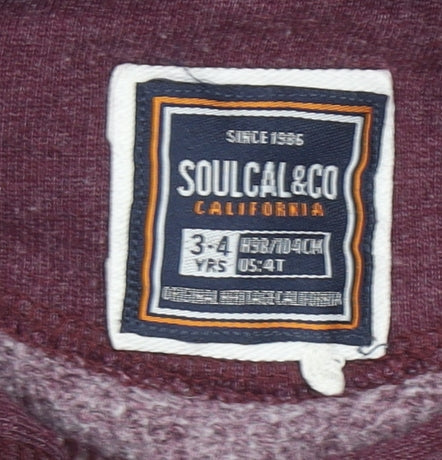 SINCE 1986
SOULCAL&CO
CALIFORNIA
3-4 H98/104CM
YRS US:4T
ORIGINAL HERITAGE CALIFORNIA